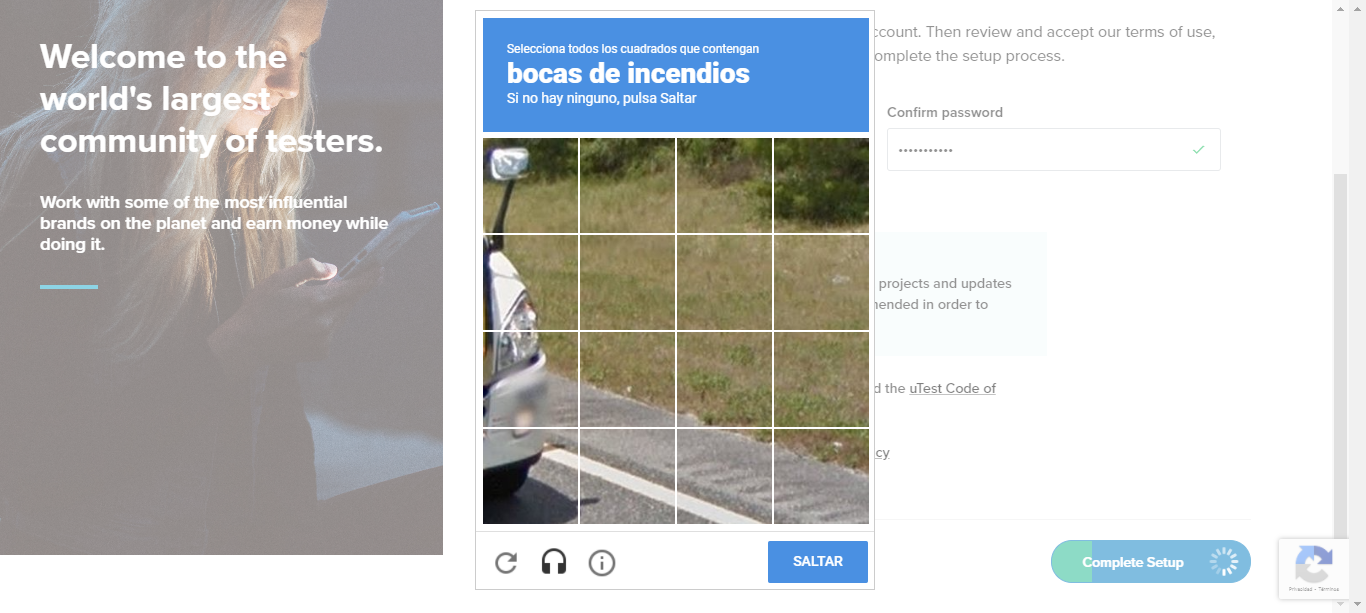 Welcome to the
world's largest
community of testers.
Work with some of the most influential
brands on the planet and earn money while
doing it.
Selecciona todos los cuadrados que contengan
bocas de incendios
Si no hay ninguno, pulsa Saltar
SALTAR
ccount. Then review and accept our terms of use,
omplete the setup process.
Confirm password
projects and updates
mended in order to
d the uTest Code of
cy
Complete Setup
Privacidad - Términos